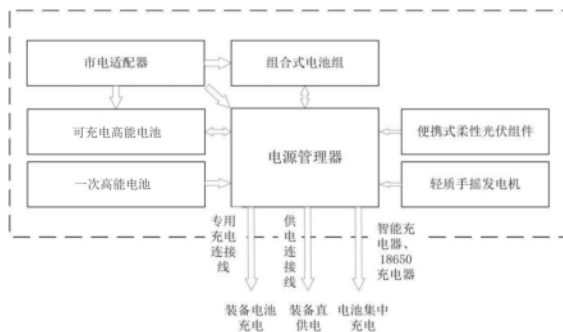 市电适配器
组合式电池组
可充电高能电池
电源管理器
便携式柔性光伏组件
一次高能电池
轻质手摇发电机
专用
充电
连接
线
供
电
连
接
线
智能充
电器、
18650
充电器
装备电池
充电
装备直
供电
电池集中
充电